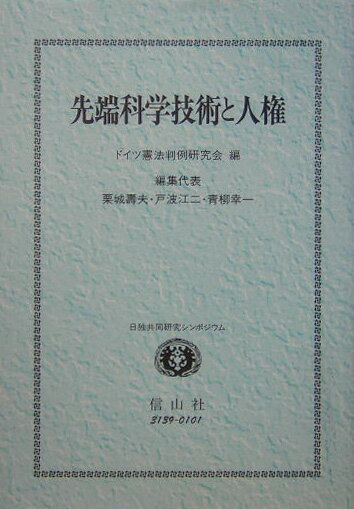 先端科学技術と人権
ドイツ憲法判例研究会 編
編集代表
栗城壽夫・戸波江二・青柳幸一
日独共同研究シンポジウム
信山社
3139-0101